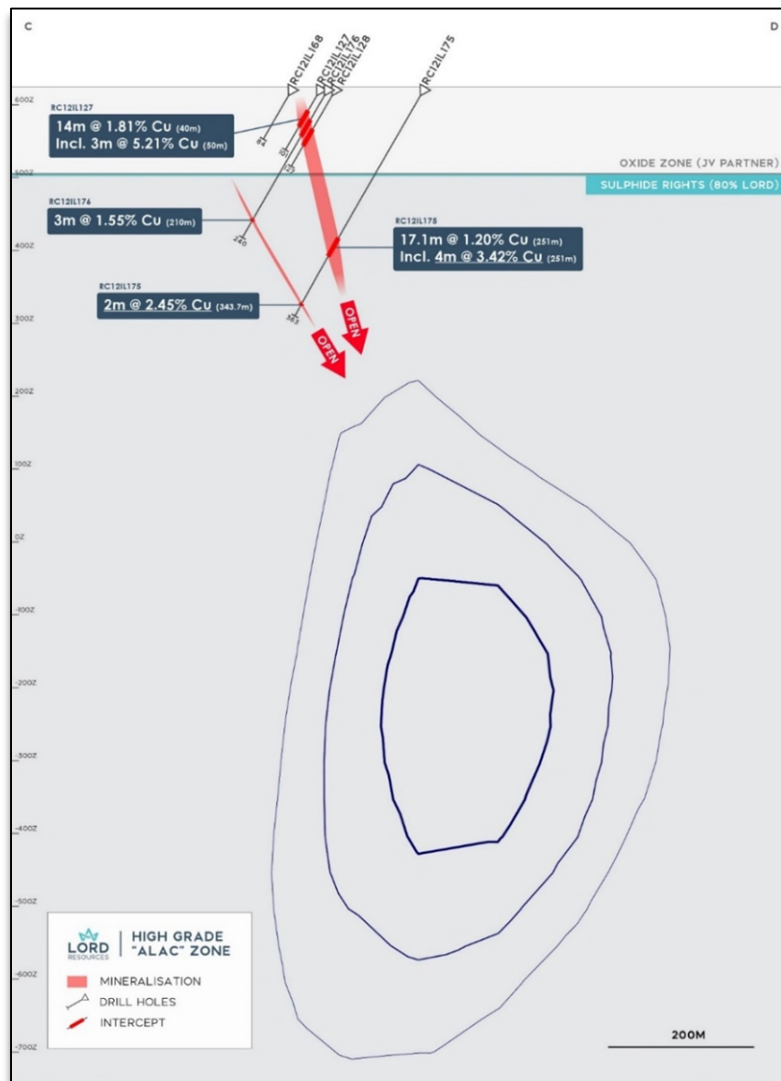 C
D
RC12IL168
RC12IL127
RC12IL176
RC12IL128
RC12IL175
600Z
RC12IL127
14m @ 1.81% Cu (40m)
Incl. 3m @ 5.21% Cu (50m)
OXIDE ZONE (JV PARTNER)
500Z
SULPHIDE RIGHTS (80% LORD)
RC12IL176
3m @ 1.55% Cu (210m)
240
RC12IL175
17.1m @ 1.20% Cu (251m)
Incl. 4m @ 3.42% Cu (251m)
400Z
RC12IL175
2m @ 2.45% Cu (343.7m)
363
300Z
OPEN
OPEN
200Z
100Z
0Z
-100Z
-200Z
-300Z
-400Z
-500Z
-600Z
-700Z
LORD
RESOURCES
HIGH GRADE
"ALAC" ZONE
MINERALISATION
DRILL HOLES
INTERCEPT
200M